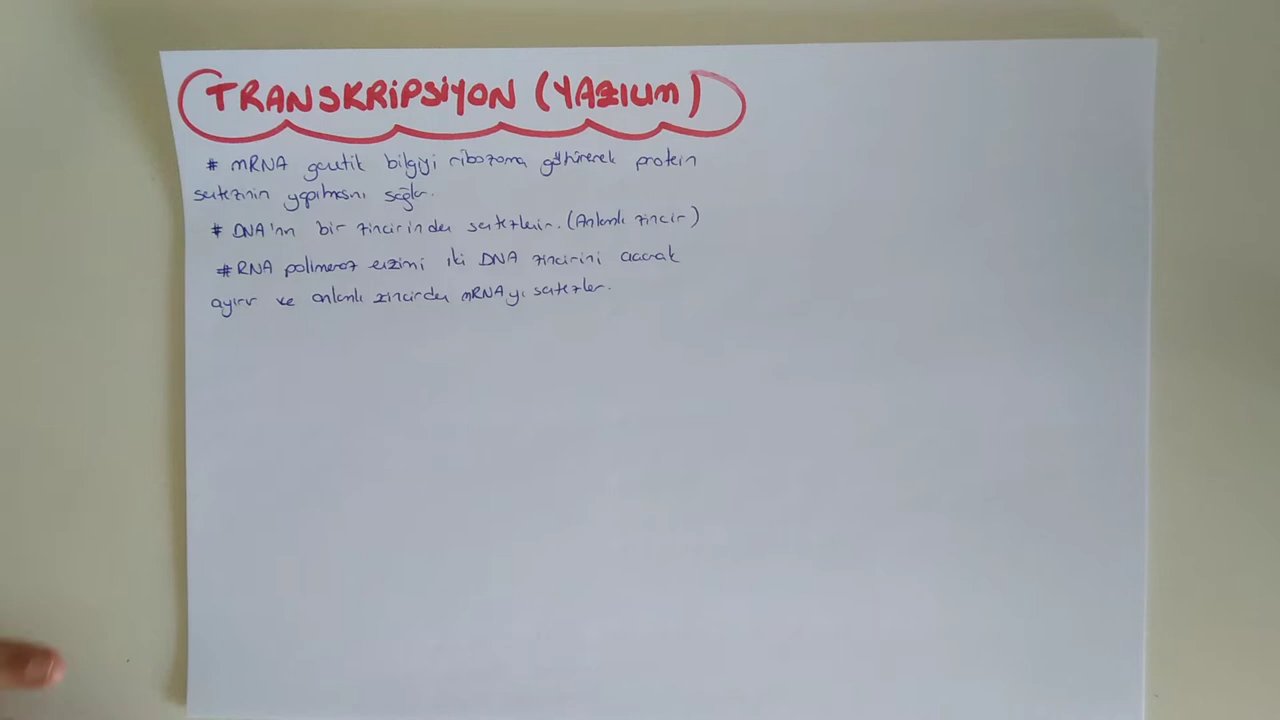 TRANSKRİPSİYON (YAZILIM)
# mRNA genetik bilgiyi ribozoma götürerek protein
sentezinin yapılmasını sağlar.
# DNA'nın bir zincirinden sentezlenir. (Anlamlı zincir)
# RNA polimeraz enzimi iki DNA zincirini açarak
ayırır ve anlamlı zincirden mRNA yı sentezler.